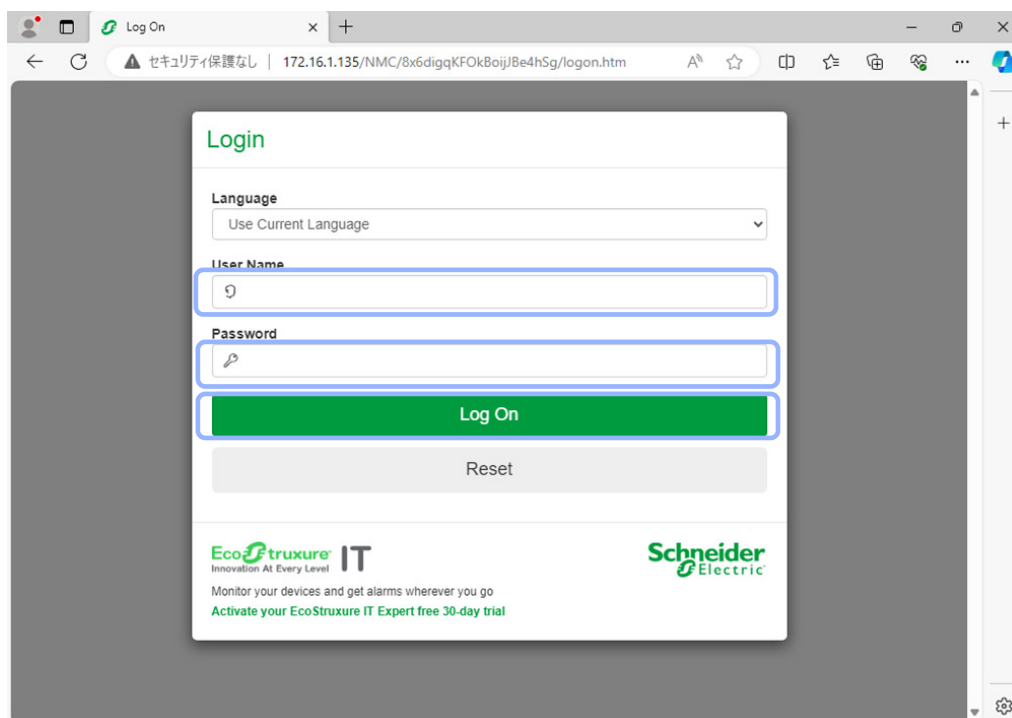 Log On
セキュリティ保護なし | 172.16.1.135/NMC/8x6digqKFOkBoijJBe4hSg/logon.htm
Login
Language
Use Current Language
User Name
Password
Log On
Reset
EcoStruxure IT
Innovation At Every Level
Schneider Electric
Monitor your devices and get alarms wherever you go
Activate your EcoStruxure IT Expert free 30-day trial